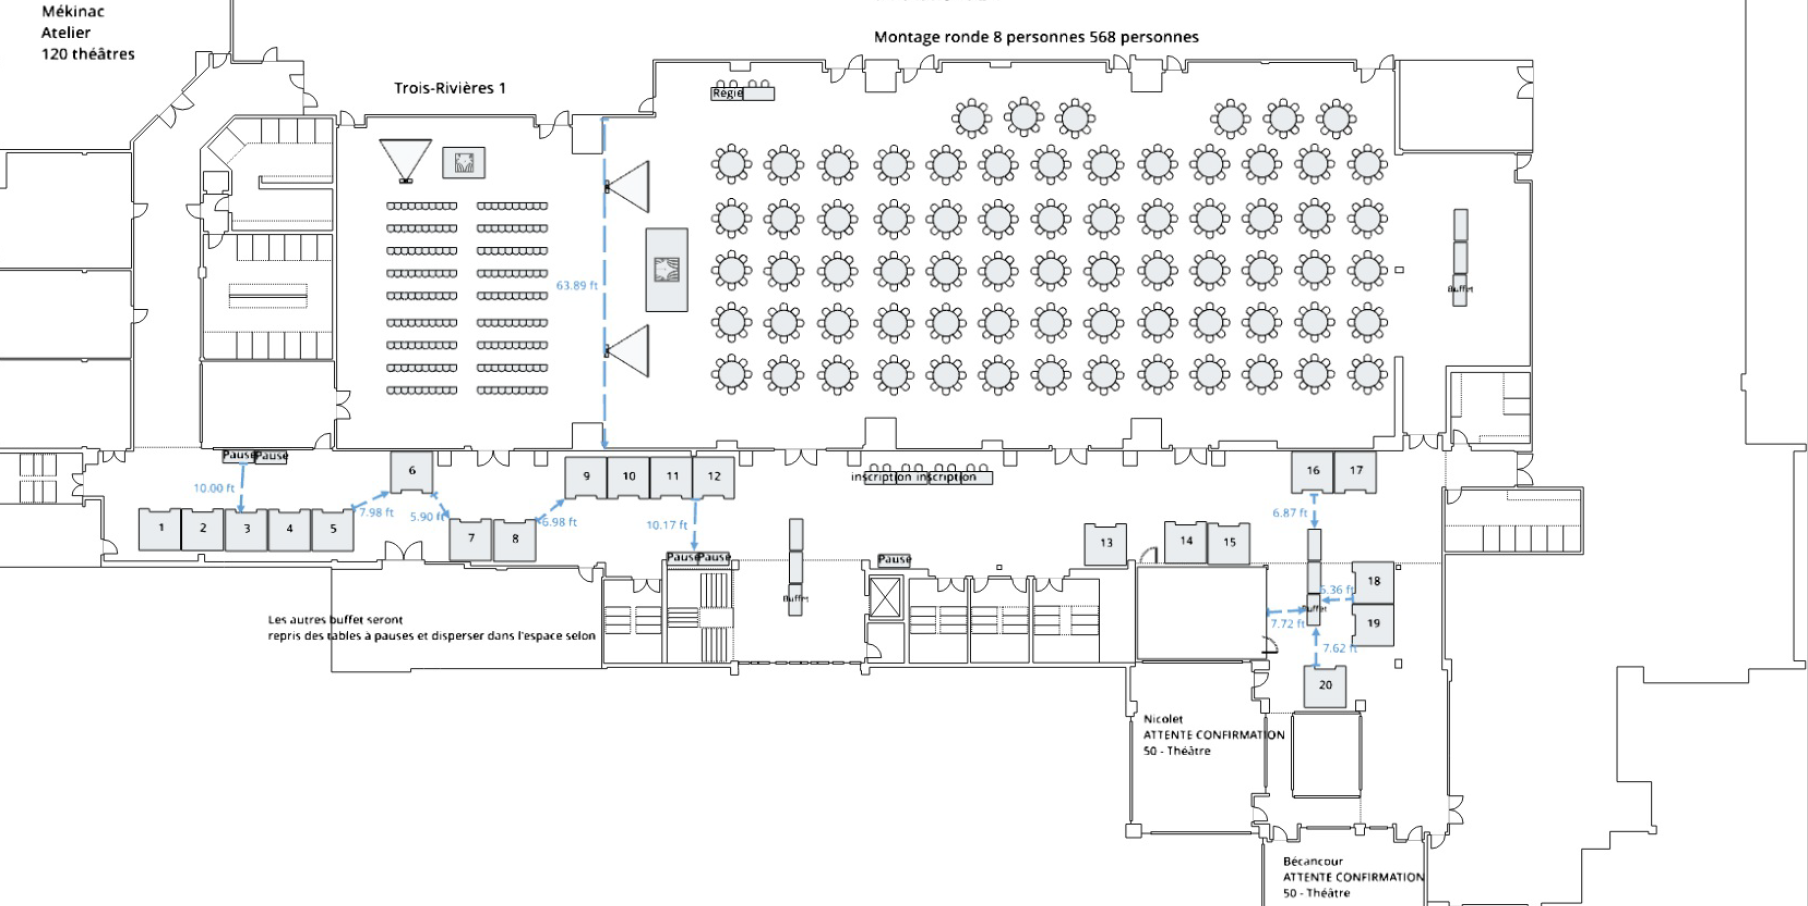 Mékinac
Atelier
120 théâtres
Montage ronde 8 personnes 568 personnes
Trois-Rivières 1
Régie
63.89 ft
Buffet
Pause Pause
10.00 ft
1
2
3
4
5
7.98 ft
6
5.90 ft
7
8
6.98 ft
9
10
11
12
10.17 ft
Pause Pause
Buffet
inscription inscription
Pause
13
14
15
16
17
6.87 ft
Buffet
18
19
7.72 ft
7.62 ft
20
Les autres buffet seront
repris des tables à pauses et disperser dans l'espace selon
Nicolet
ATTENTE CONFIRMATION
50 - Théâtre
Bécancour
ATTENTE CONFIRMATION
50 - Théâtre